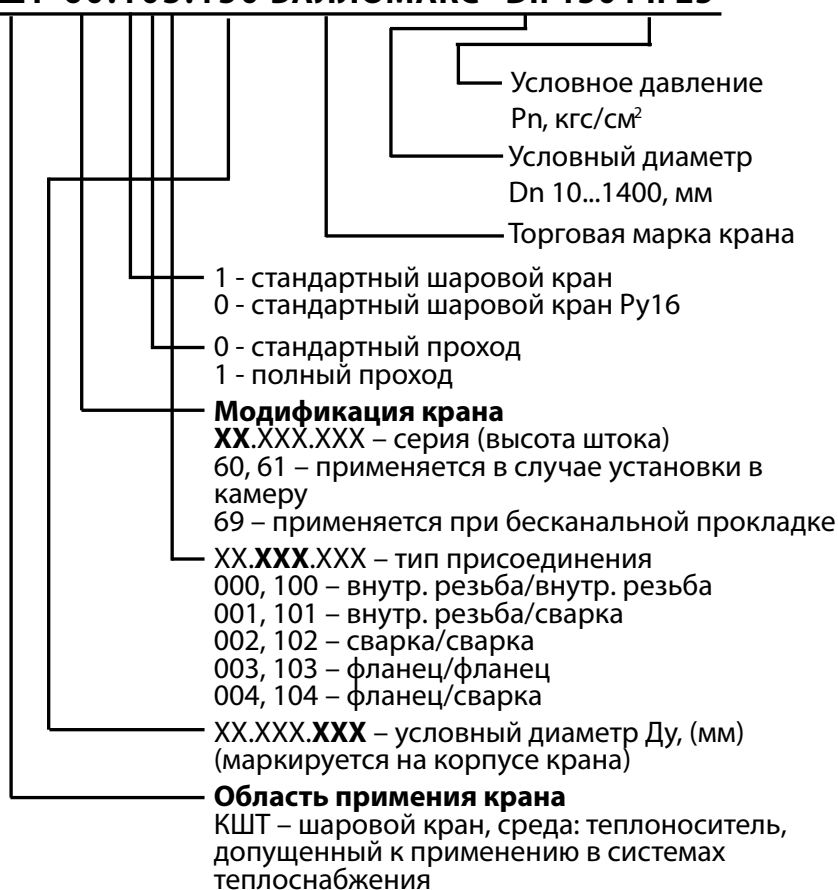 Условное давление
Pn, кгс/см²
Условный диаметр
Dn 10...1400, мм
Торговая марка крана
1 - стандартный шаровой кран
0 - стандартный шаровой кран Ру16
0 - стандартный проход
1 - полный проход
Модификация крана
XX.XXX.XXX – серия (высота штока)
60, 61 – применяется в случае установки в
камеру
69 – применяется при бесканальной прокладке
XX.XXX.XXX – тип присоединения
000, 100 – внутр. резьба/внутр. резьба
001, 101 – внутр. резьба/сварка
002, 102 – сварка/сварка
003, 103 – фланец/фланец
004, 104 – фланец/сварка
XX.XXX.XXX – условный диаметр Ду, (мм)
(маркируется на корпусе крана)
Область примения крана
КШТ – шаровой кран, среда: теплоноситель,
допущенный к применению в системах
теплоснабжения